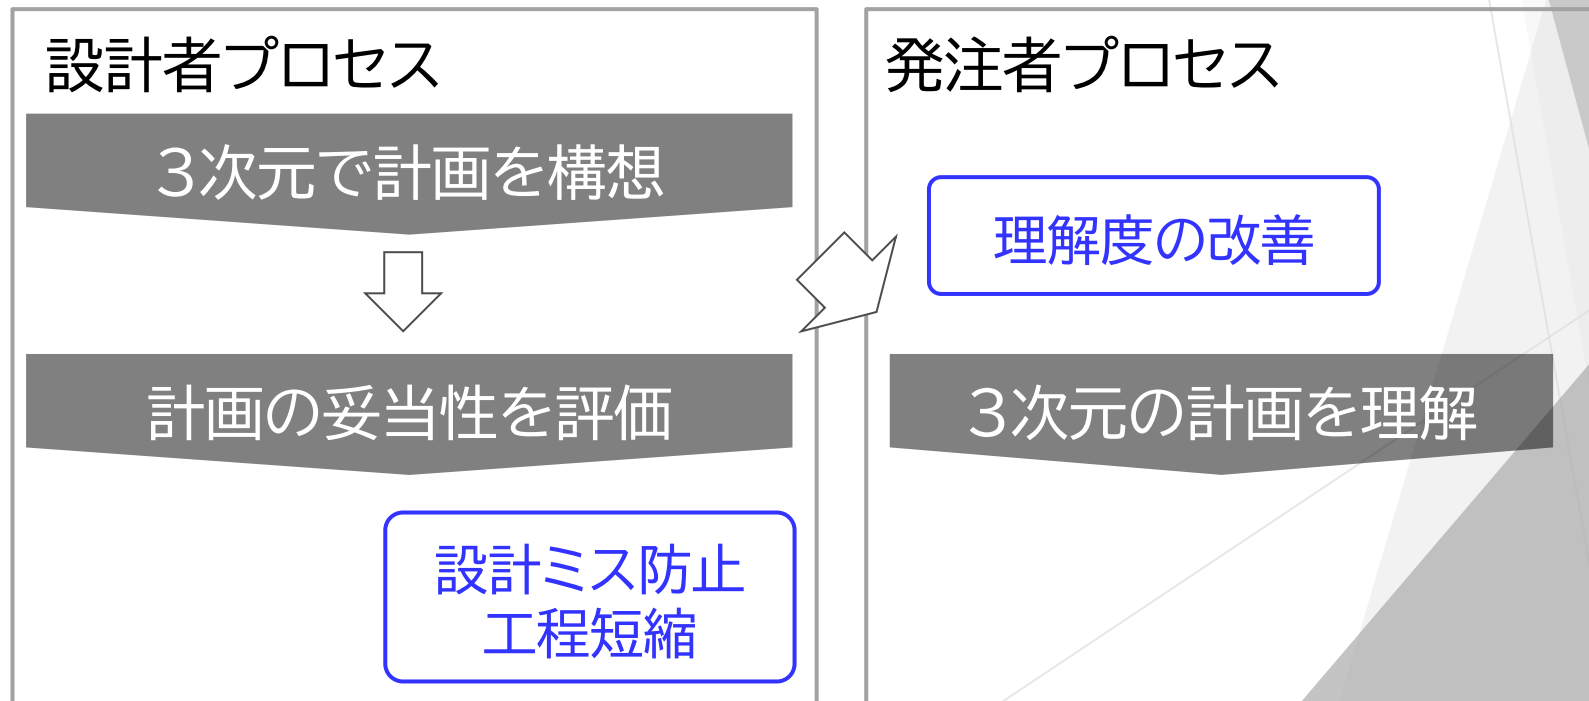 設計者プロセス
３次元で計画を構想
計画の妥当性を評価
設計ミス防止
工程短縮
発注者プロセス
理解度の改善
３次元の計画を理解